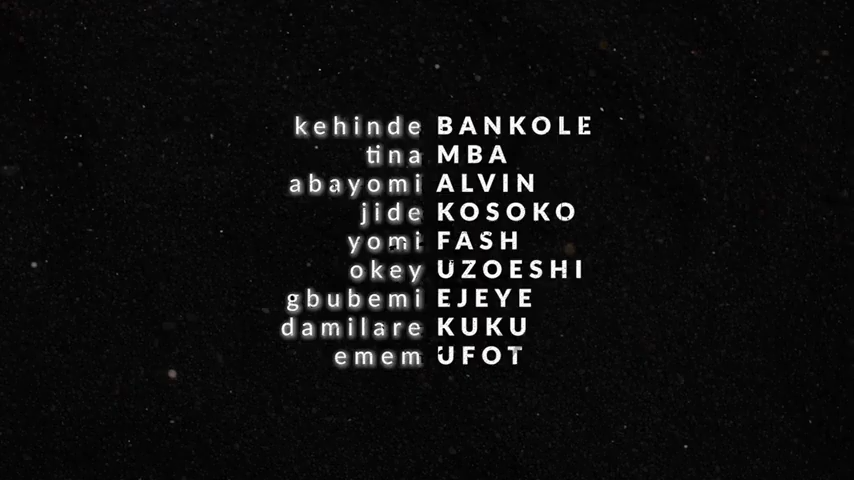 kehinde BANKOLE
tina MBA
abayomi ALVIN
jide KOSOKO
yomi FASH
okey UZOESHI
gbubemi EJEYE
damilare KUKU
emem UFOT